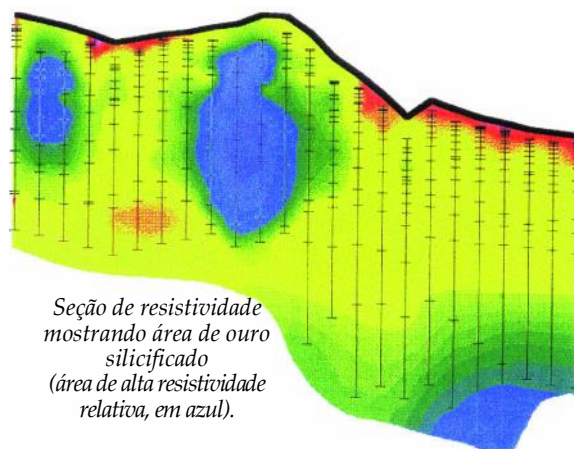 Seção de resistividade
mostrando área de ouro
silicificado
(área de alta resistividade
relativa, em azul).